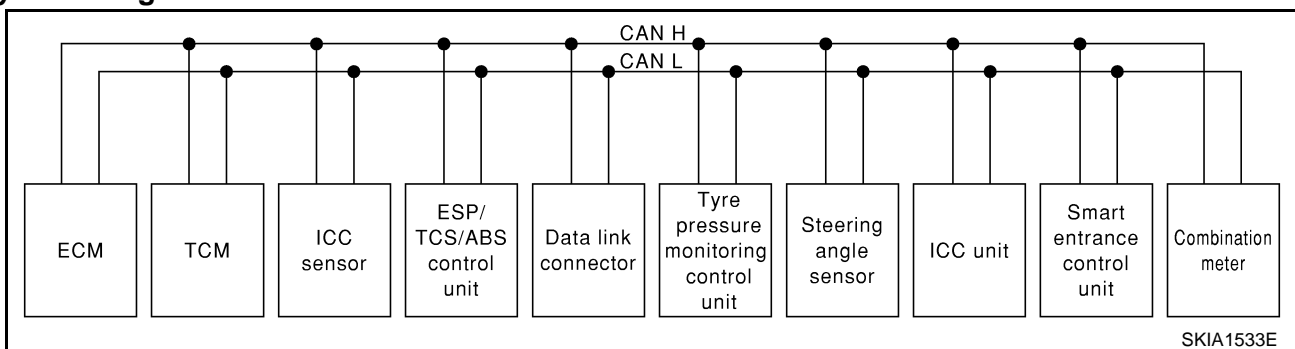 CAN H
CAN L
ECM
TCM
ICC
sensor
ESP/
TCS/ABS
control
unit
Data link
connector
Tyre
pressure
monitoring
control
unit
Steering
angle
sensor
ICC unit
Smart
entrance
control
unit
Combination
meter
SKIA1533E